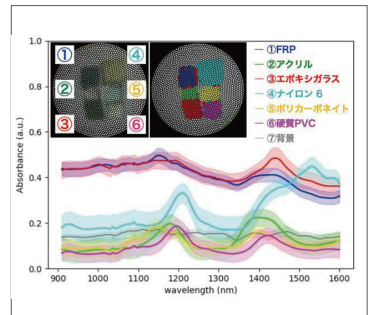 ① ④
② ⑤
③ ⑥
①FRP
②アクリル
③エポキシガラス
④ナイロン 6
⑤ポリカーボネイト
⑥硬質PVC
⑦背景
Absorbance (a.u.)
1.0
0.8
0.6
0.4
0.2
0.0
900 1000 1100 1200 1300 1400 1500 1600
wavelength (nm)